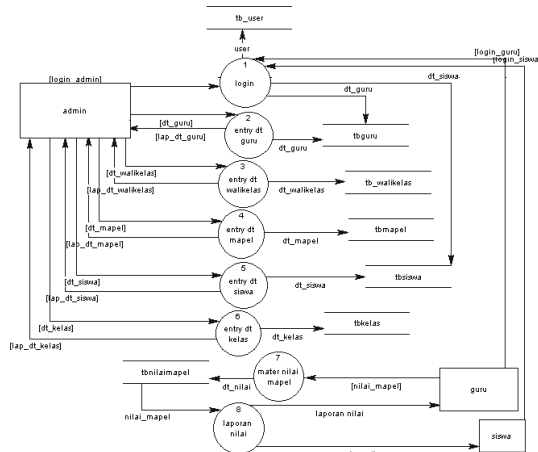 tb_user
user
[login_guru]
[login_siswa
1
login
[login_admin]
dt_siswa
dt_guru
admin
[dt_guru]
[lap_dt_guru]
2
entry dt
guru
dt_guru
tbguru
[dt_walikelas]
[lap_dt_walikelas]
3
entry dt
walikelas
dt_walikelas
tb_walikelas
[dt_mapel]
[lap_dt_mapel]
4
entry dt
mapel
dt_mapel
tbmapel
[dt_siswa]
[lap_dt_siswa]
5
entry dt
siswa
dt_siswa
tbsiswa
[dt_kelas]
[lap_dt_kelas]
6
entry dt
kelas
dt_kelas
tbkelas
tbnilaimapel
dt_nilai
7
mater nilai
mapel
[nilai_mapel]
guru
nilai_mapel
8
laporan
nilai
laporan nilai
siswa